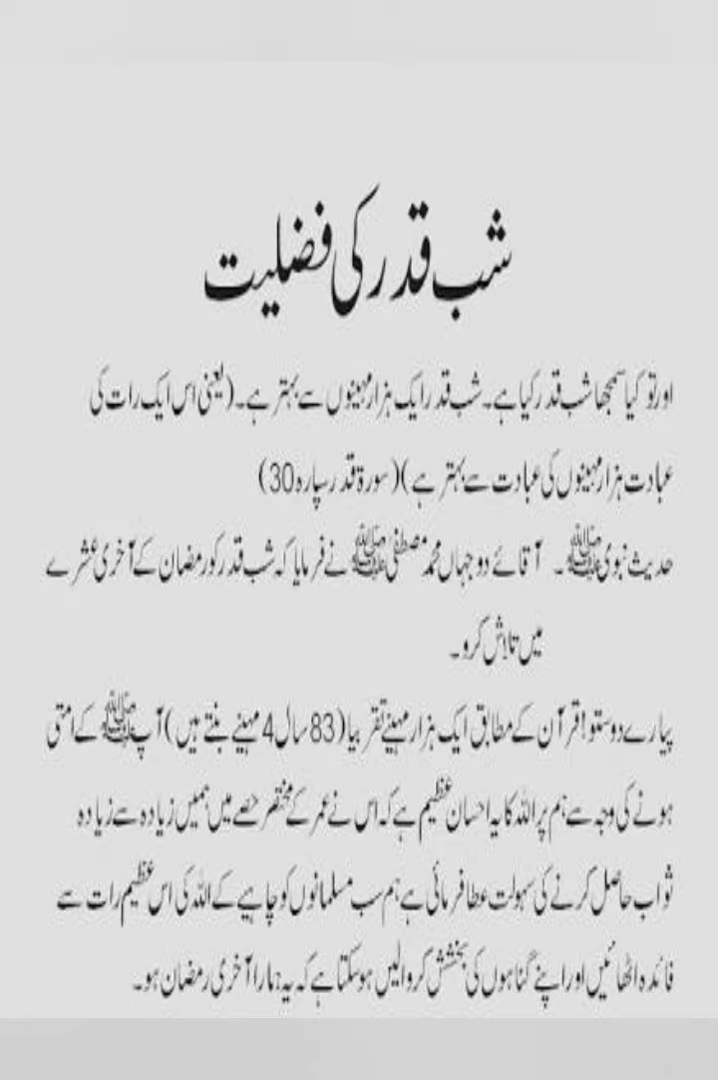 شب قدر کی فضلیت
اور تو کیا سمجھا شب قدر کیا ہے۔ شب قدر ایک ہزار مہینوں سے بہتر ہے۔ (یعنی اس ایک رات کی
عبادت ہزار مہینوں کی عبادت سے بہتر ہے)( سورۃ قدر سپارہ 30)
حدیث نبوی ﷺ۔ آقائے دو جہاں محمد مصطفٰی ﷺ نے فرمایا کہ شب قدر کو رمضان کے آخری عشرے
میں تلاش کرو۔
پیارے دوستو! قرآن کے مطابق ایک ہزار مہینے تقریبا (83 سال 4 مہینے بنتے ہیں) آپ ﷺ کے امتی
ہونے کی وجہ سے ہم پر اللہ کا یہ احسان عظیم ہے کہ اس نے عمر کے مختصر حصے میں ہمیں زیادہ سے زیادہ
ثواب حاصل کرنے کی سہولت عطا فرمائی ہے ہم سب مسلمانوں کو چاہیے کے اللہ کی اس عظیم رات سے
فائدہ اٹھائیں اور اپنے گناہوں کی بخشش کروالیں ہوسکتا ہے کہ یہ ہمارا آخری رمضان ہو۔